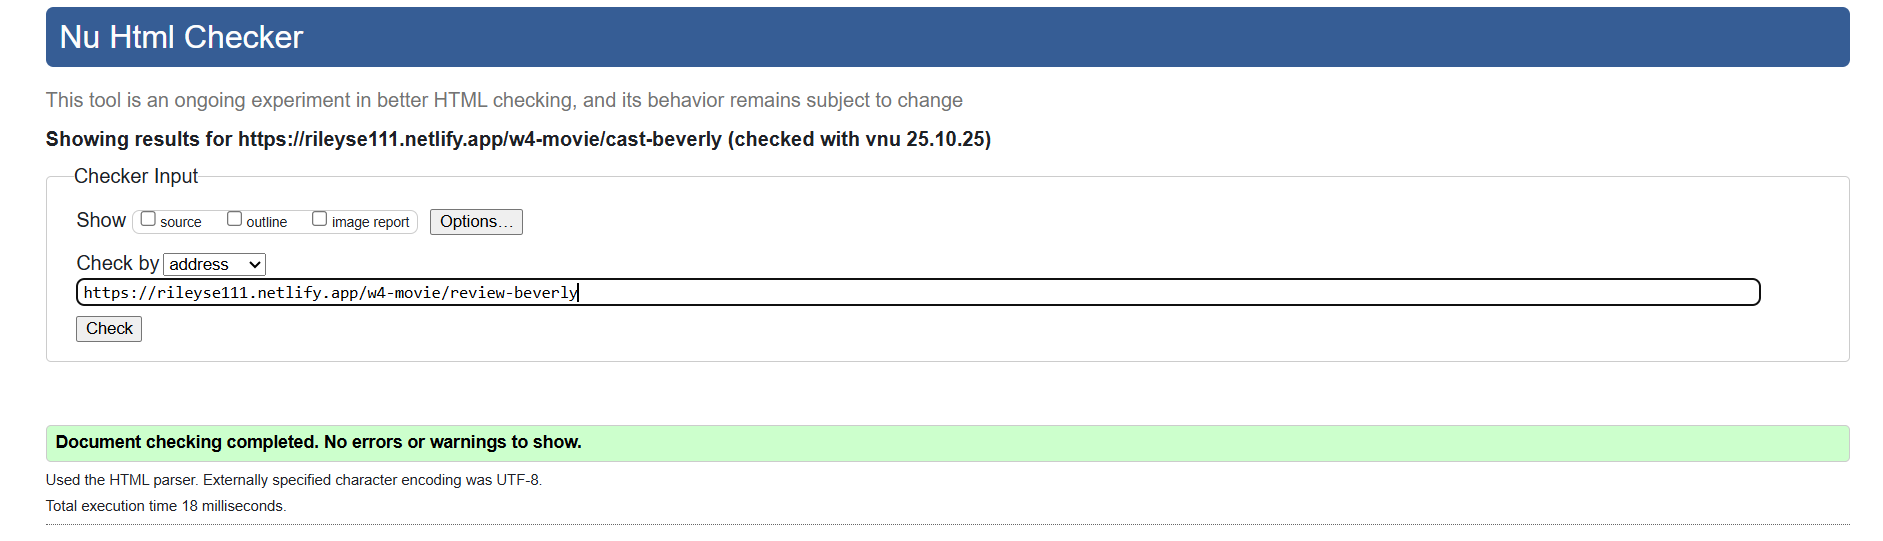 Nu Html Checker
This tool is an ongoing experiment in better HTML checking, and its behavior remains subject to change
Showing results for https://rileyse111.netlify.app/w4-movie/cast-beverly (checked with vnu 25.10.25)
Checker Input
Show source outline image report Options…
Check by address
https://rileyse111.netlify.app/w4-movie/review-beverly
Check
Document checking completed. No errors or warnings to show.
Used the HTML parser. Externally specified character encoding was UTF-8.
Total execution time 18 milliseconds.